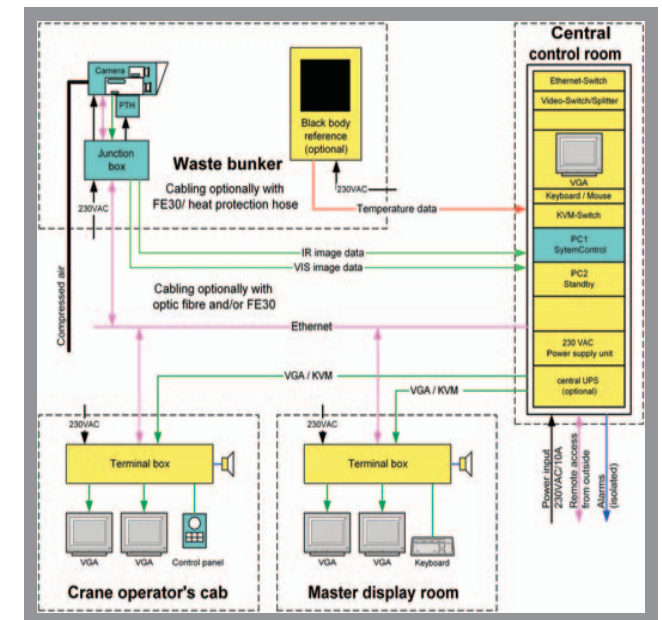 Central
control room
Camera
PTH
Junction
box
Black body
reference
(optional)
Waste bunker
Cabling optionally with
FE30/ heat protection hose
230VAC
230VAC
Temperature data
IR image data
VIS image data
Cabling optionally with
optic fibre and/or FE30
Compressed air
Ethernet
VGA / KVM
VGA / KVM
Ethernet-Switch
Video-Switch/Splitter
VGA
Keyboard / Mouse
KVM-Switch
PC1
SytemControl
PC2
Standby
230 VAC
Power supply unit
central UPS
(optional)
Power input
230VAC/10A
Remote access
from outside
Alarms
(isolated)
230VAC
Terminal box
VGA
VGA
Control panel
Crane operator's cab
230VAC
Terminal box
VGA
VGA
Keyboard
Master display room